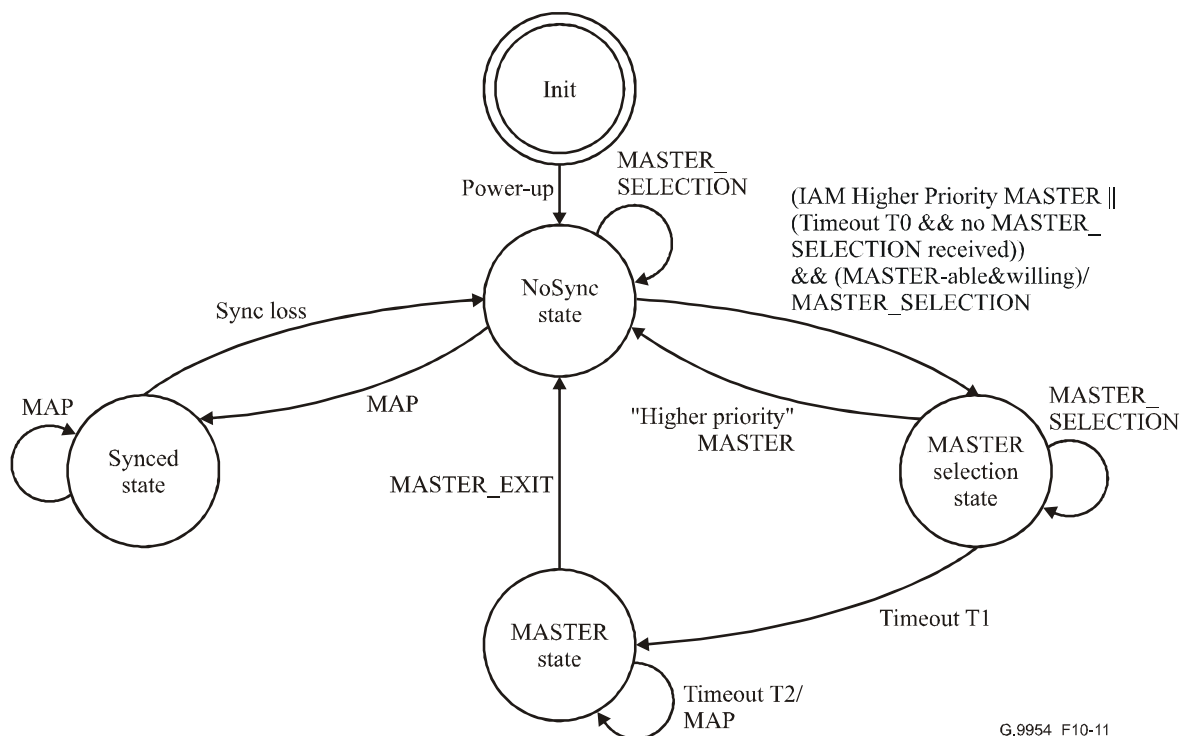 Init
Power-up
MASTER_
SELECTION
(IAM Higher Priority MASTER ||
(Timeout T0 && no MASTER_
SELECTION received))
&& (MASTER-able&willing)/
MASTER_SELECTION
NoSync
state
Sync loss
MAP
MAP
Synced
state
"Higher priority"
MASTER
MASTER_
SELECTION
MASTER
selection
state
MASTER_EXIT
Timeout T1
MASTER
state
Timeout T2/
MAP
G.9954_F10-11